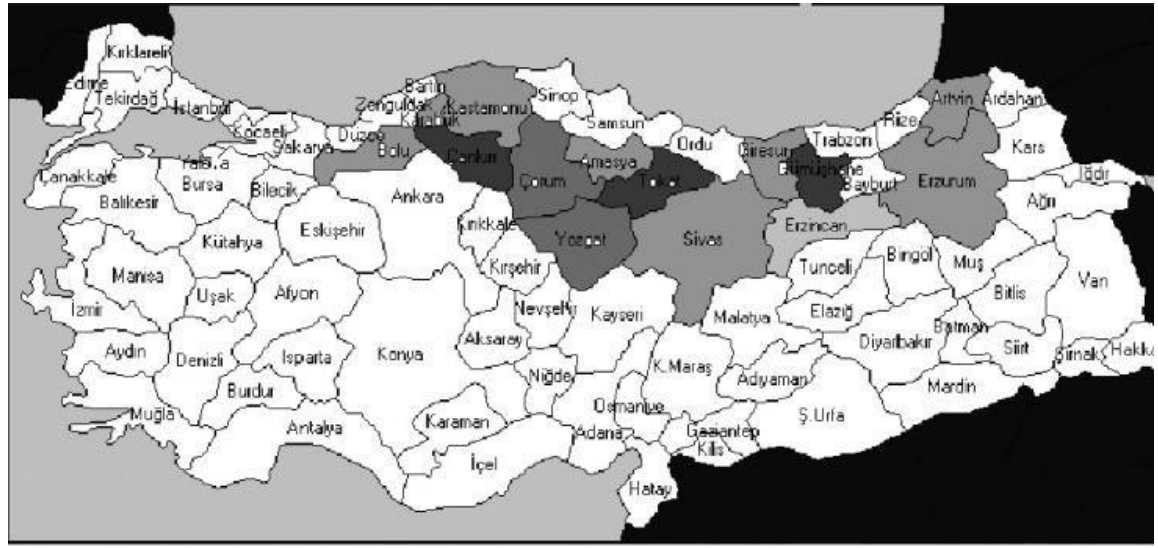 Kırklareli
Edirne
Tekirdağ
İstanbul
Kocaeli
Sakarya
Düzce
Zonguldak
Bartın
Karabük
Kastamonu
Sinop
Samsun
Ordu
Giresun
Trabzon
Rize
Artvin
Ardahan
Kars
Iğdır
Ağrı
Erzurum
Bayburt
Gümüşhane
Tokat
Amasya
Çorum
Çankırı
Bolu
Bilecik
Bursa
Çanakkale
Balıkesir
Kütahya
Eskişehir
Ankara
Kırıkkale
Yozgat
Sivas
Erzincan
Tunceli
Bingöl
Muş
Bitlis
Van
Manisa
İzmir
Uşak
Afyon
Kırşehir
Nevşehir
Kayseri
Malatya
Elazığ
Diyarbakır
Batman
Siirt
Şırnak
Hakka
Aydın
Denizli
Isparta
Burdur
Konya
Aksaray
Niğde
K.Maraş
Adıyaman
Mardin
Ş.Urfa
Muğla
Antalya
Karaman
İçel
Adana
Osmaniye
Gaziantep
Kilis
Hatay